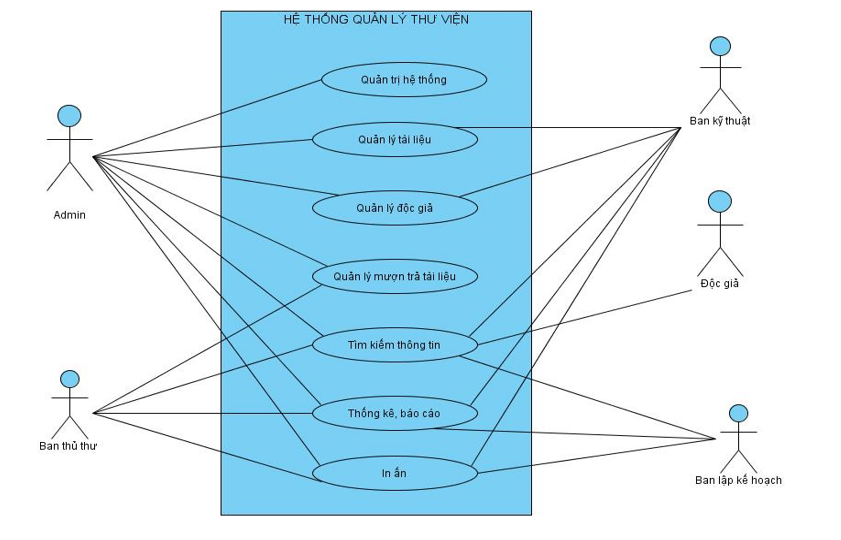 HỆ THỐNG QUẢN LÝ THƯ VIỆN
Quản trị hệ thống
Quản lý tài liệu
Quản lý độc giả
Quản lý mượn trả tài liệu
Tìm kiếm thông tin
Thống kê, báo cáo
In ấn
Admin
Ban thủ thư
Ban kỹ thuật
Độc giả
Ban lập kế hoạch